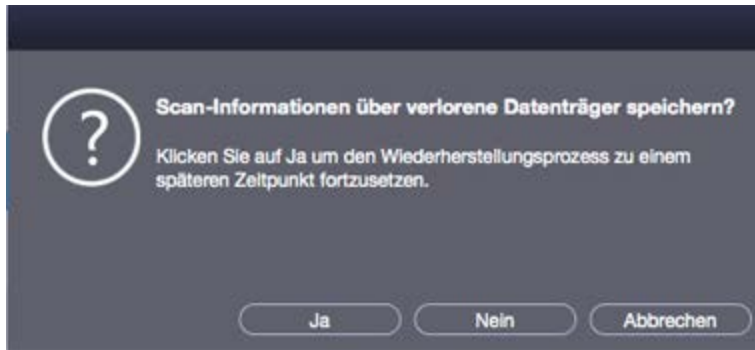 ?
Scan-Informationen über verlorene Datenträger speichern?
Klicken Sie auf Ja um den Wiederherstellungsprozess zu einem
späteren Zeitpunkt fortzusetzen.
Ja
Nein
Abbrechen